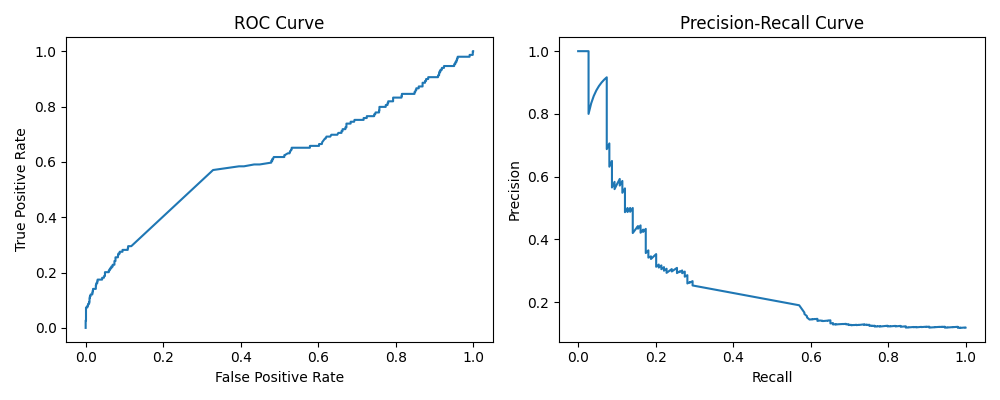 ROC Curve
True Positive Rate
1.0
0.8
0.6
0.4
0.2
0.0
0.0 0.2 0.4 0.6 0.8 1.0
False Positive Rate
Precision-Recall Curve
Precision
1.0
0.8
0.6
0.4
0.2
0.0 0.2 0.4 0.6 0.8 1.0
Recall